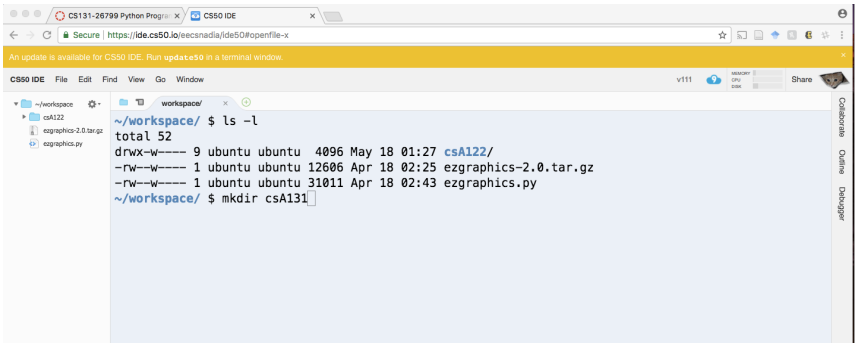 CS131-26799 Python Program
CS50 IDE
Secure
https://ide.cs50.io/eecsnadia/ide50#openfile-x
An update is available for CS50 IDE. Run update50 in a terminal window.
CS50 IDE File Edit Find View Go Window
v111
MEMORY
CPU
DISK
Share
~/workspace
csA122
ezgraphics-2.0.tar.gz
ezgraphics.py
workspace/
~/workspace/ $ ls -l
total 52
drwx-w---- 9 ubuntu ubuntu 4096 May 18 01:27 csA122/
-rw--w---- 1 ubuntu ubuntu 12606 Apr 18 02:25 ezgraphics-2.0.tar.gz
-rw--w---- 1 ubuntu ubuntu 31011 Apr 18 02:43 ezgraphics.py
~/workspace/ $ mkdir csA131
Collaborate
Outline
Debugger